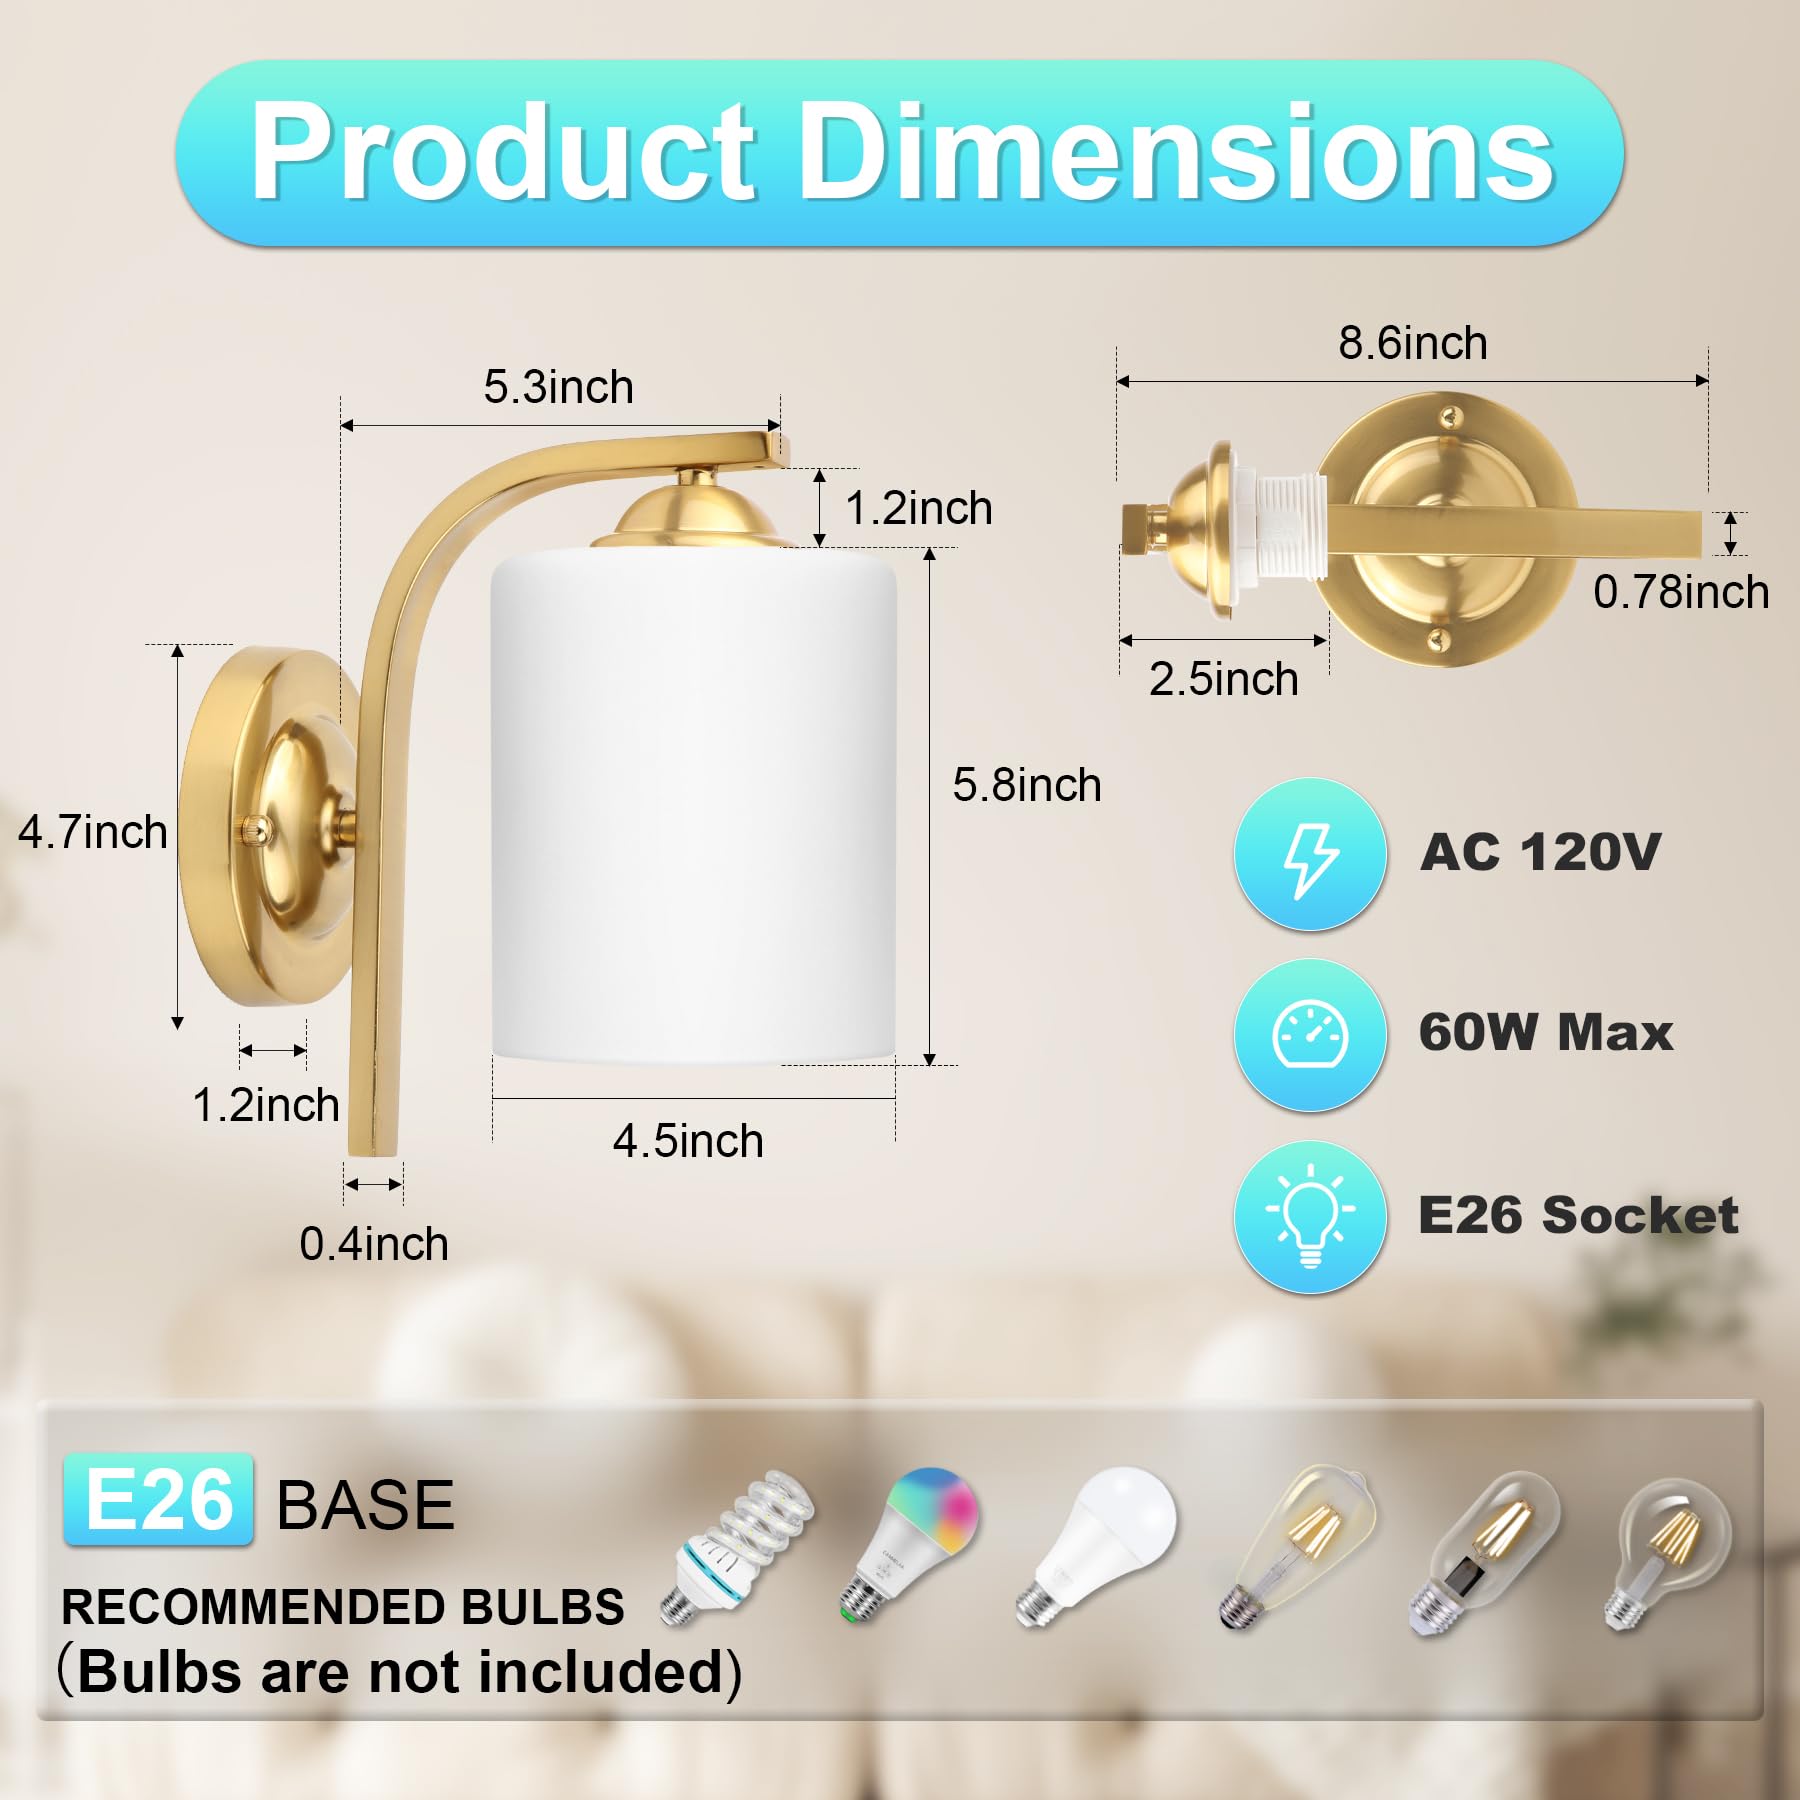 Product Dimensions
8.6inch
5.3inch
1.2inch
0.78inch
2.5inch
5.8inch
4.7inch
AC 120V
60W Max
1.2inch
4.5inch
E26 Socket
0.4inch
E26 BASE
RECOMMENDED BULBS
(Bulbs are not included)